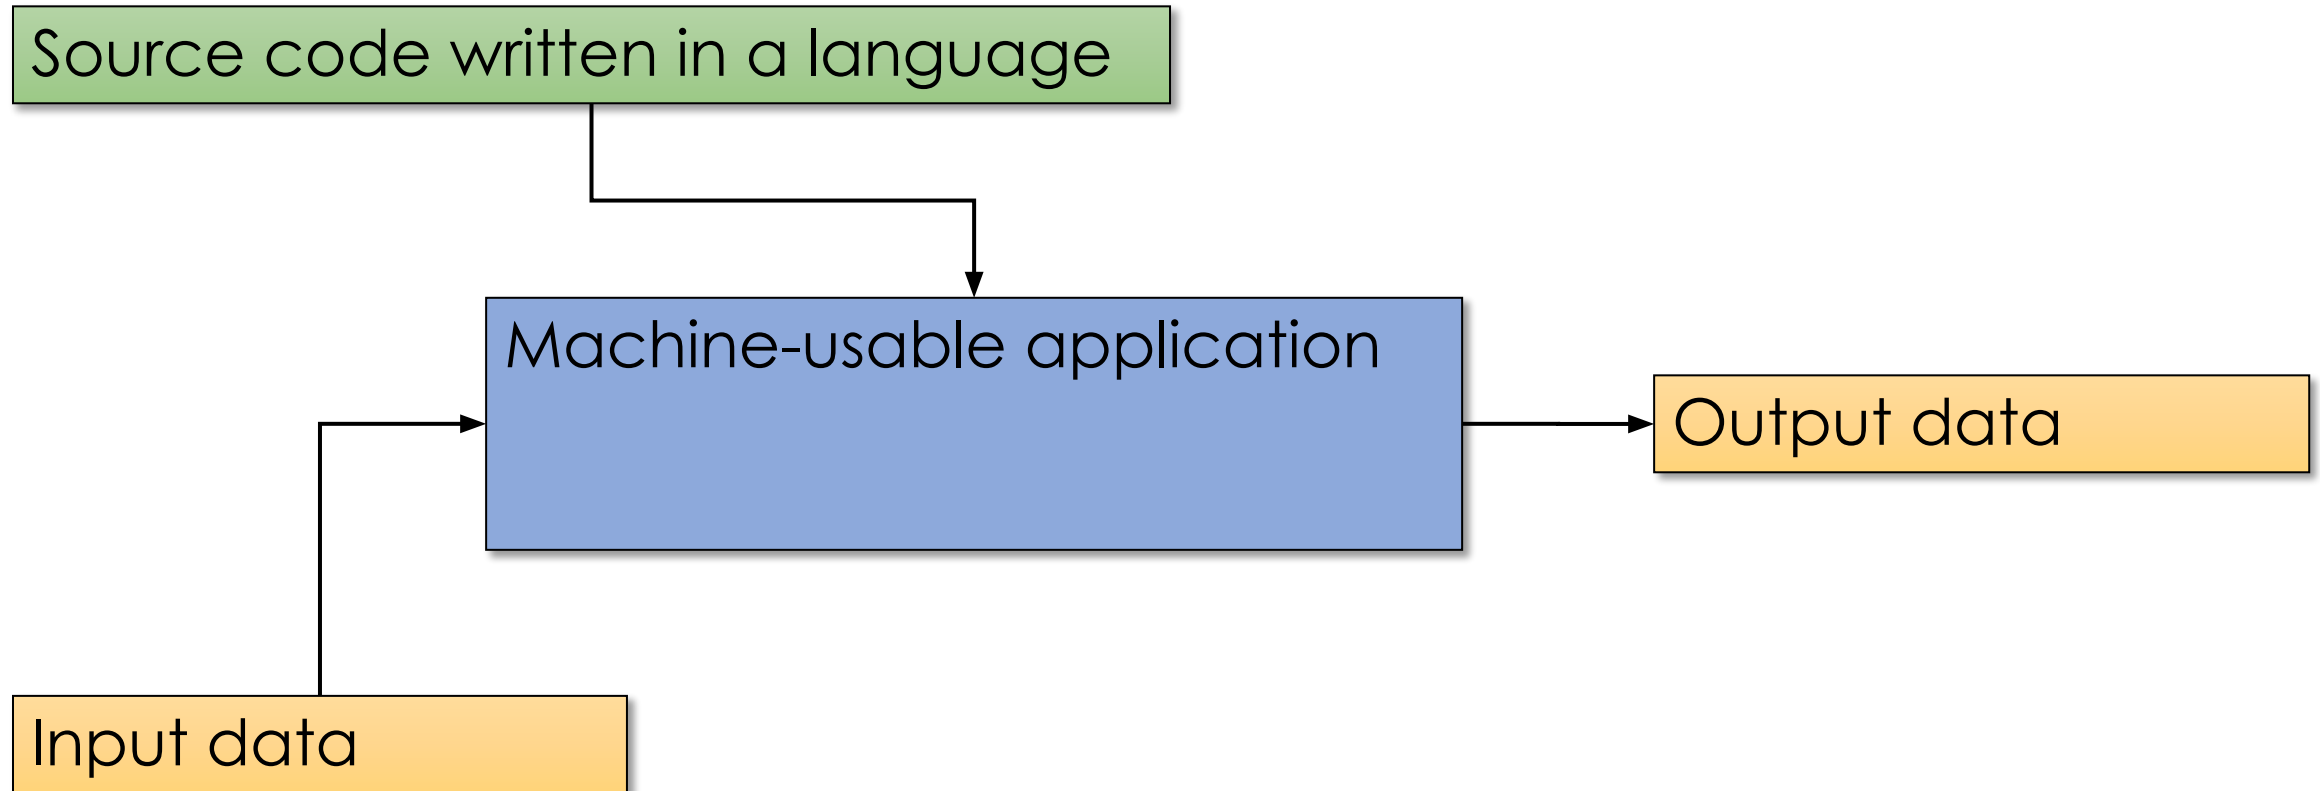 Source code written in a language
Machine-usable application
Output data
Input data